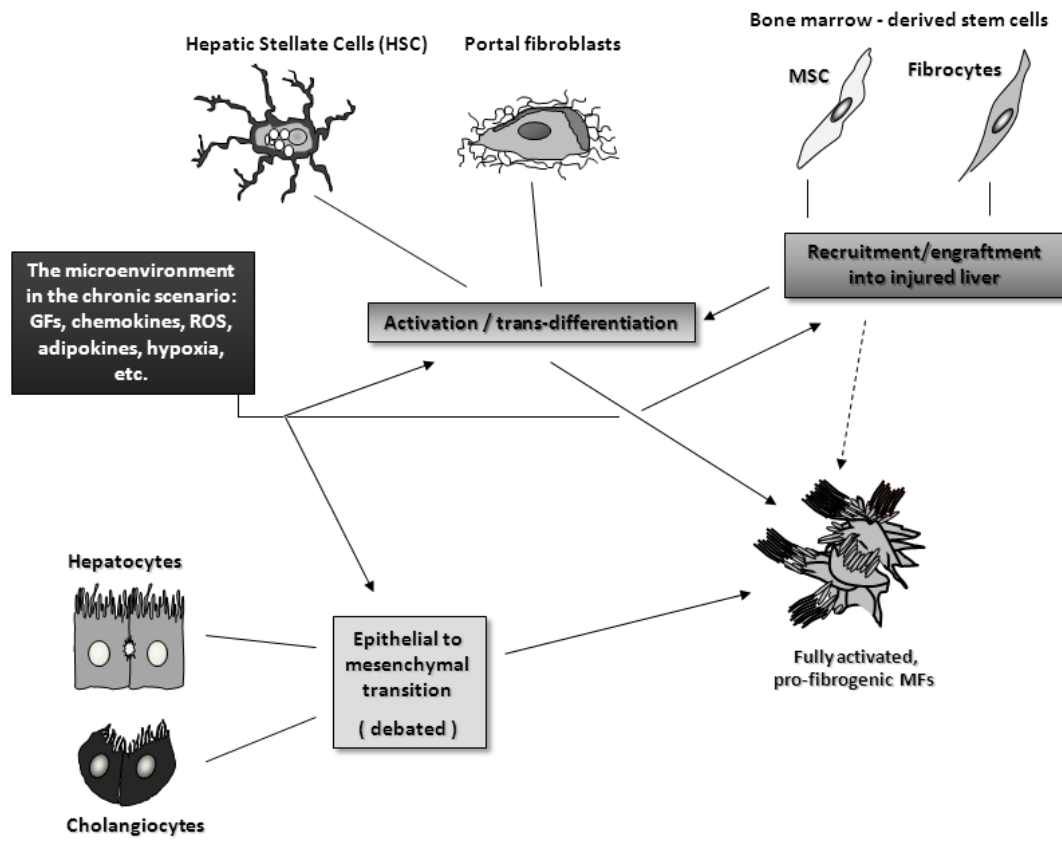 Bone marrow - derived stem cells
Hepatic Stellate Cells (HSC)
Portal fibroblasts
MSC
Fibrocytes
The microenvironment
in the chronic scenario:
GFs, chemokines, ROS,
adipokines, hypoxia,
etc.
Recruitment/engraftment
into injured liver
Activation / trans-differentiation
Hepatocytes
Epithelial to
mesenchymal
transition
( debated )
Fully activated,
pro-fibrogenic MFs
Cholangiocytes